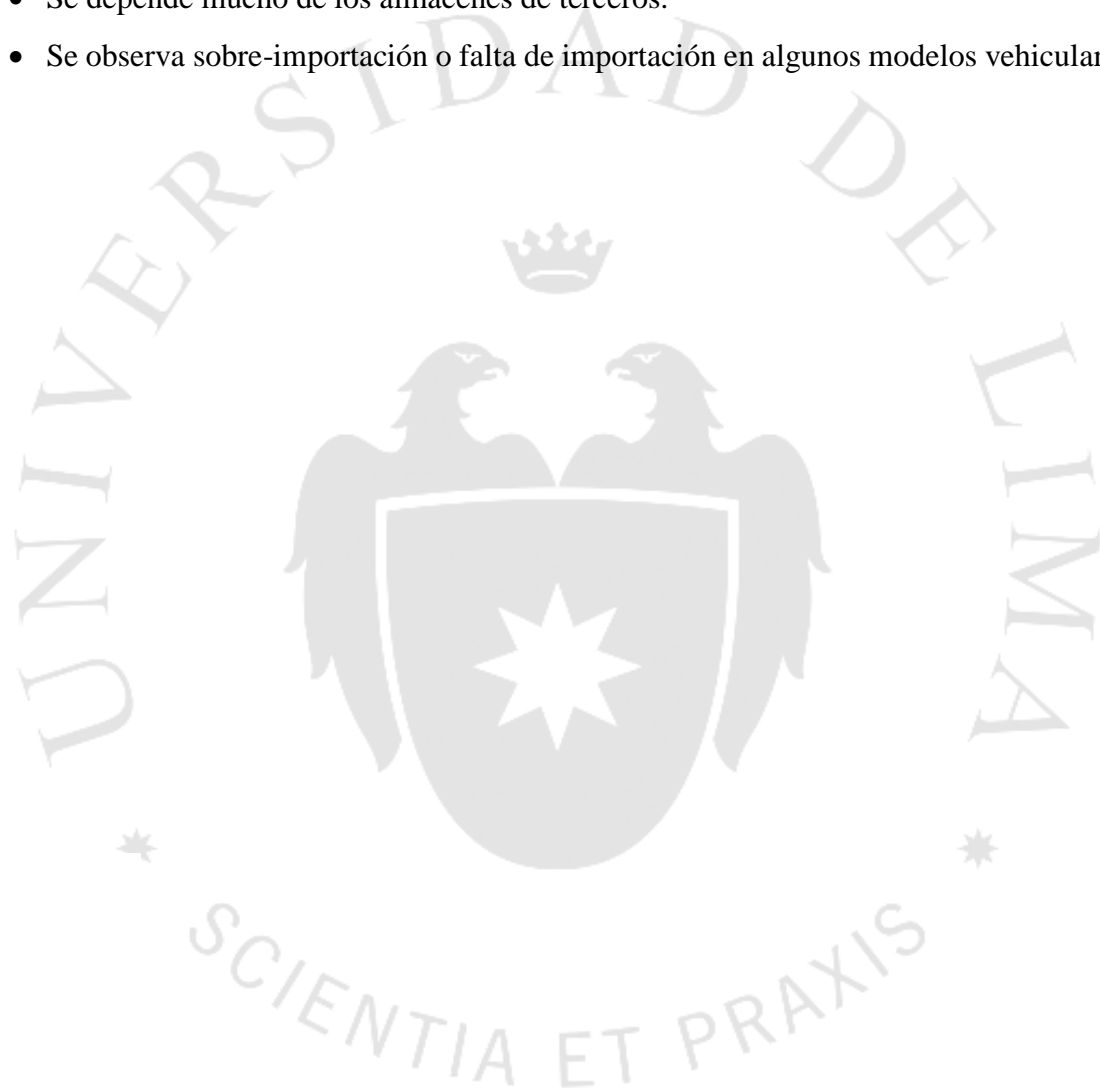 • Se depende mucho de los almacenes de terceros.
• Se observa sobre-importación o falta de importación en algunos modelos
UNIVERSIDAD DE LIMA
SCIENTIA ET PRAXIS